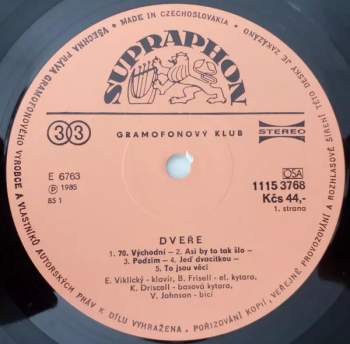 MADE IN CZECHOSLOVAKIA
SUPRAPHON
33
GRAMOFONOVÝ KLUB
STEREO
E 6763
Ⓟ 1985
85 1
OSA
1115 3768
Kčs 44,-
1. strana
DVEŘE
1. 70. Východní – 2. Asi by to tak šlo –
3. Podzim – 4. Jeď dvacítkou –
5. To jsou věci
E. Viklický - klavír, B. Frisell - el. kytara,
K. Driscoll - basová kytara,
V. Johnson - bicí
VŠECHNA PRÁVA GRAMOFONOVÉHO VÝROBCE A VLASTNÍKŮ AUTORSKÝCH PRÁV K DÍLU VYHRAŽENA. • POŘIZOVÁNÍ KOPIÍ, VEŘEJNÉ PROVOZOVÁNÍ A ROZHLASOVÉ ŠÍŘENÍ TÉTO DESKY JE ZAKÁZÁNO